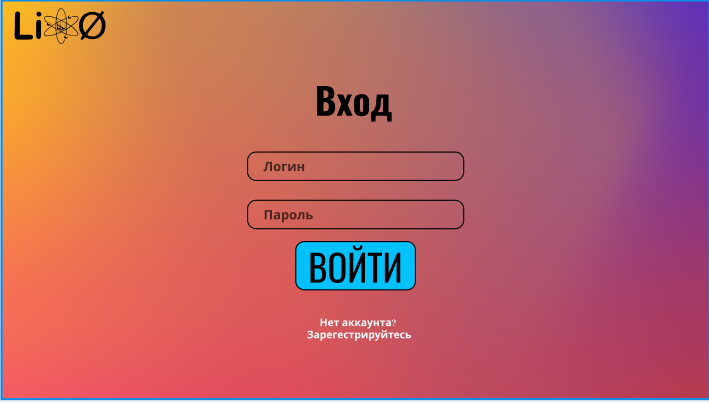 Li Ø
Вход
Логин
Пароль
ВОЙТИ
Нет аккаунта?
Зарегестрируйтесь